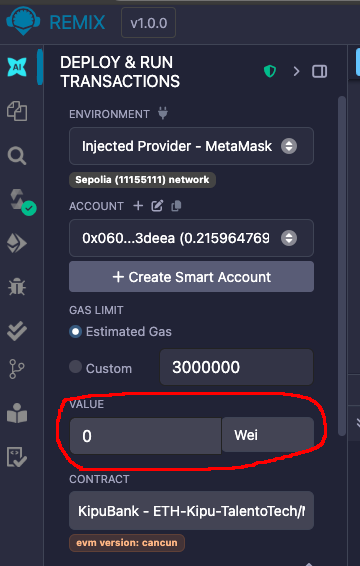 REMIX v1.0.0
AI
DEPLOY & RUN
TRANSACTIONS
ENVIRONMENT
Injected Provider - MetaMask
Sepolia (11155111) network
ACCOUNT
0x060...3deea (0.215964769
+ Create Smart Account
GAS LIMIT
Estimated Gas
Custom 3000000
VALUE
0 Wei
CONTRACT
KipuBank - ETH-Kipu-TalentoTech/
evm version: cancun